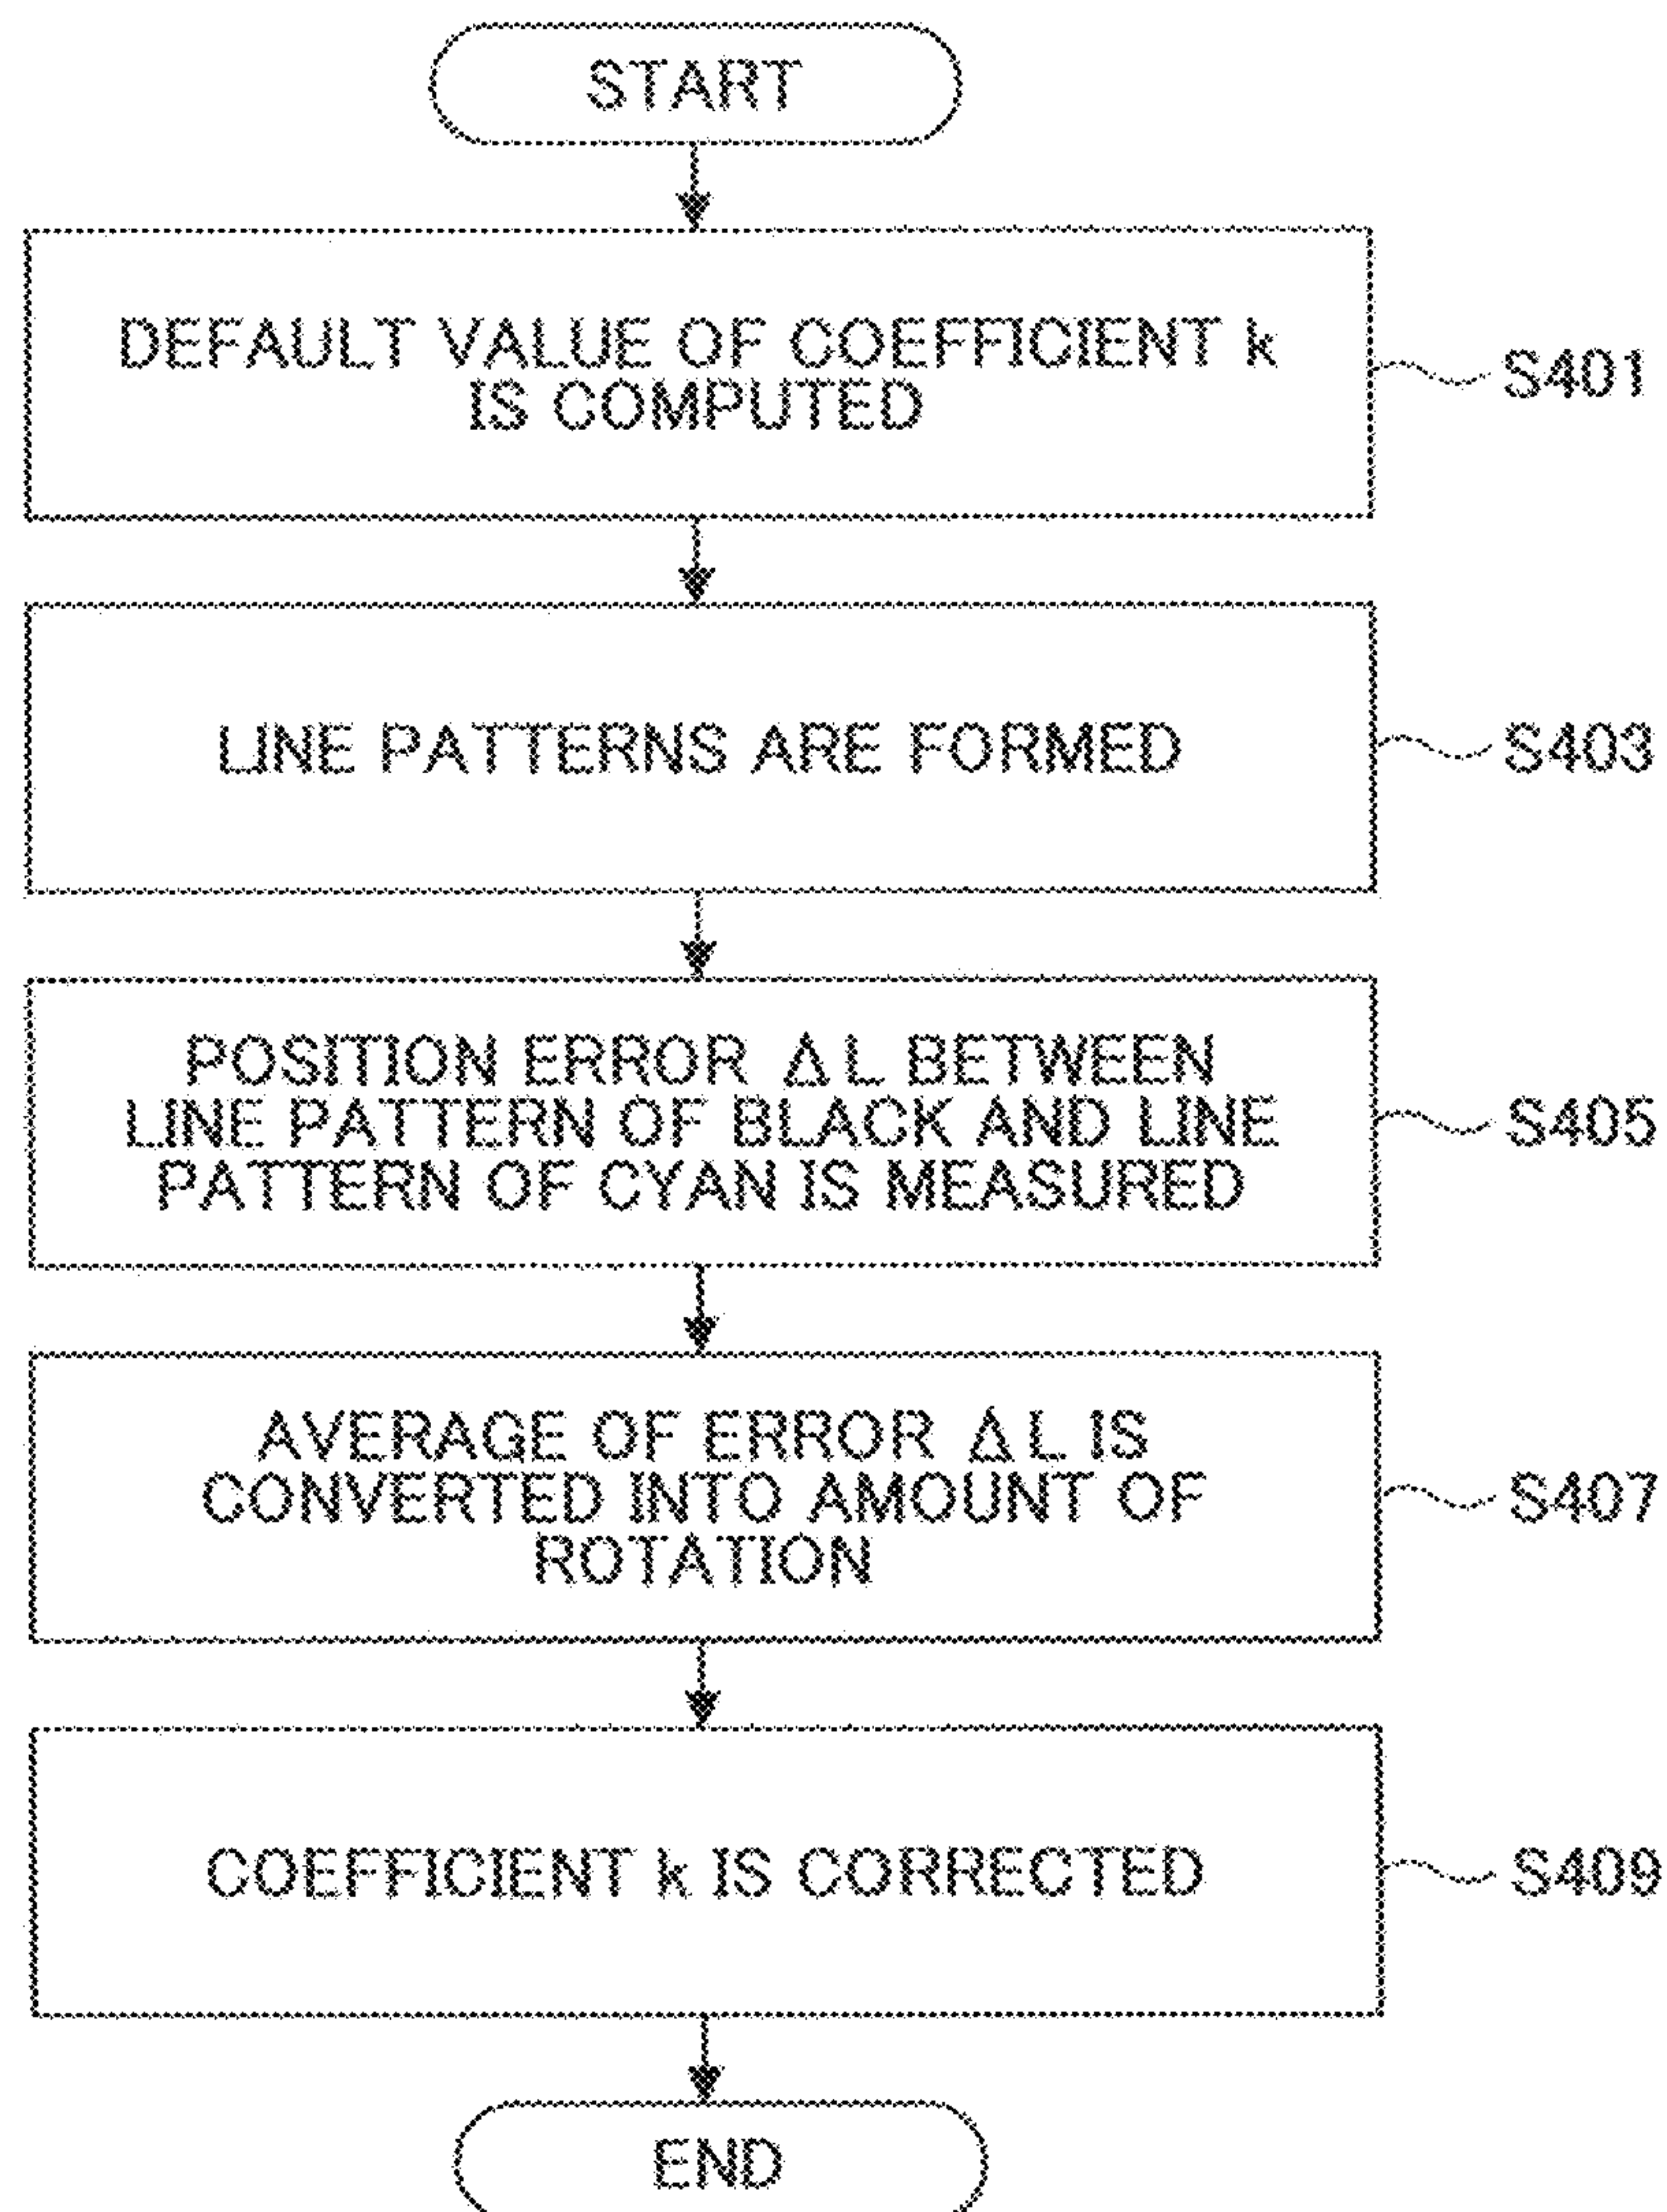 START
DEFAULT VALUE OF COEFFICIENT k
IS COMPUTED
S401
LINE PATTERNS ARE FORMED
S403
POSITION ERROR ΔL BETWEEN
LINE PATTERN OF BLACK AND LINE
PATTERN OF CYAN IS MEASURED
S405
AVERAGE OF ERROR ΔL IS
CONVERTED INTO AMOUNT OF
ROTATION
S407
COEFFICIENT k IS CORRECTED
S409
END